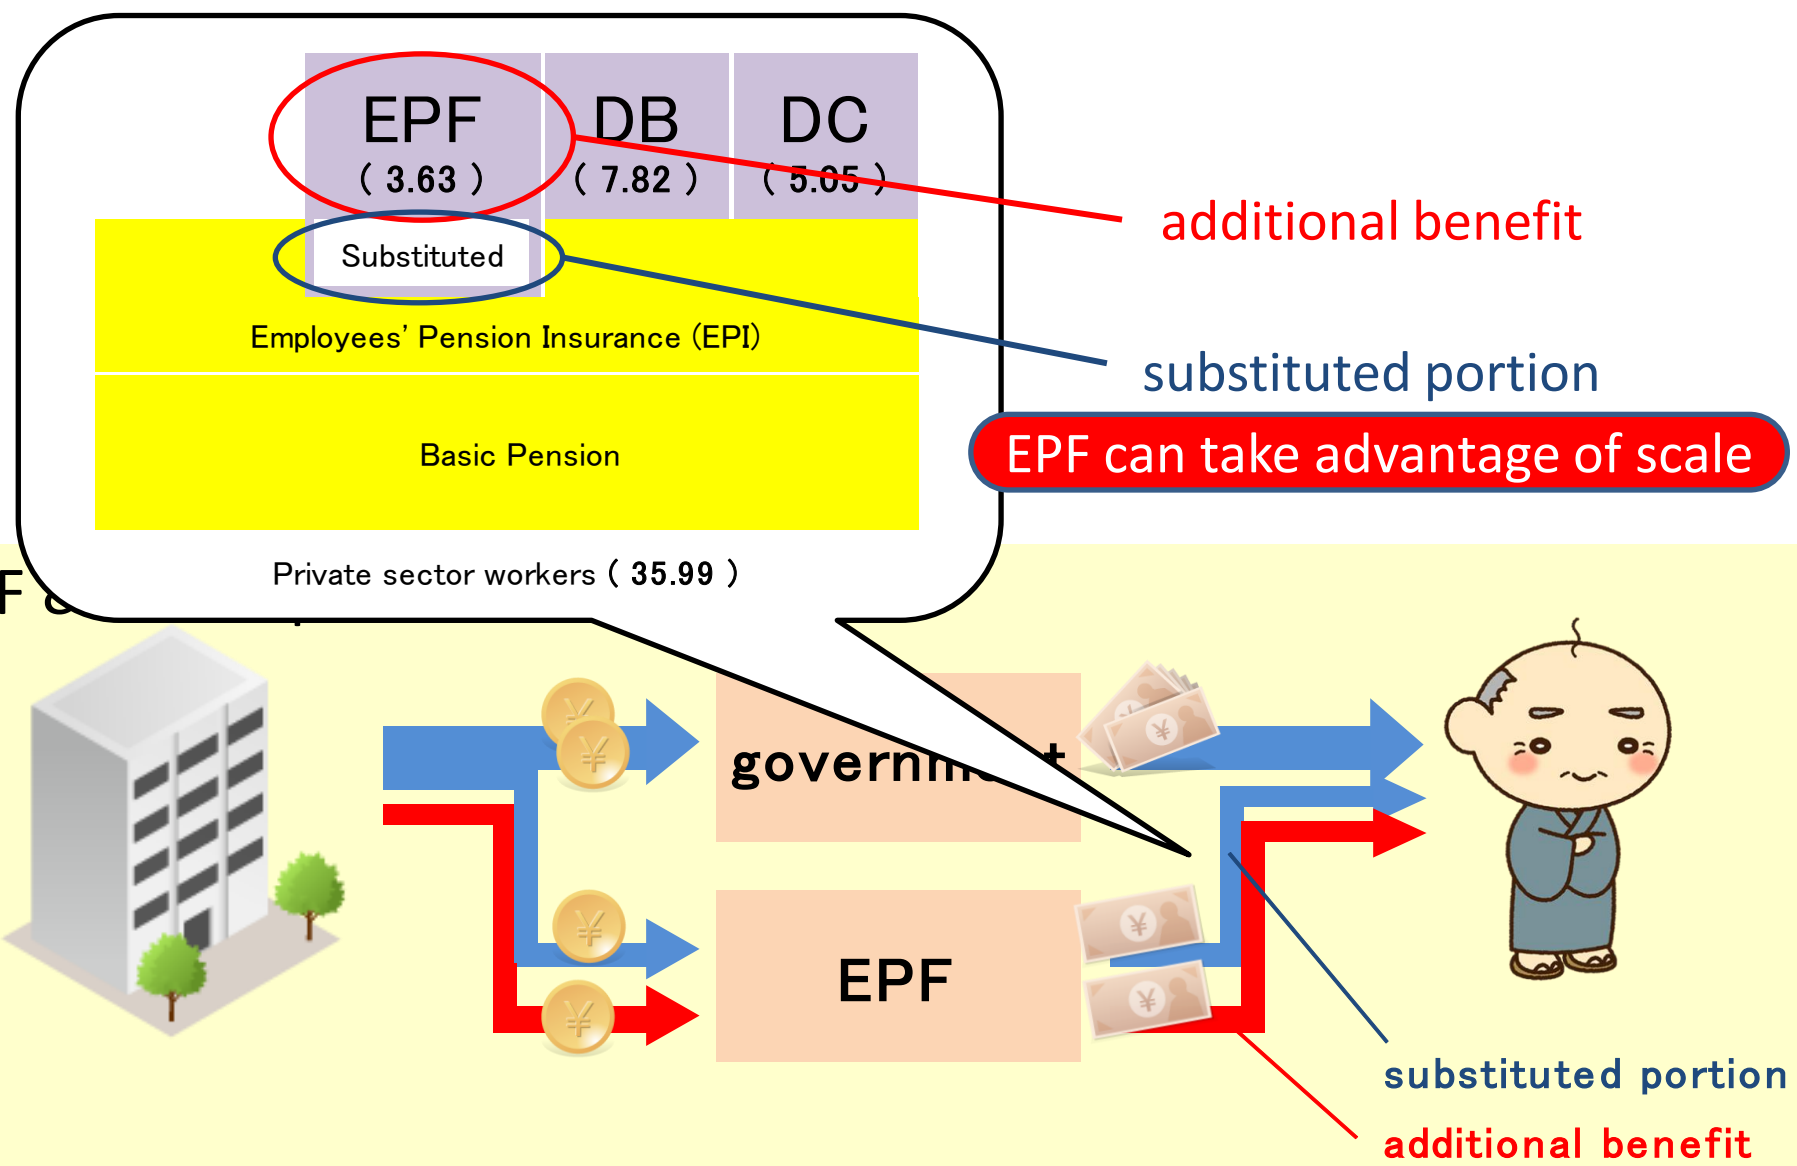 EPF DB DC
( 3.63 ) ( 7.82 ) ( 5.05 )
additional benefit
Substituted
Employees' Pension Insurance (EPI)
substituted portion
Basic Pension
EPF can take advantage of scale
Private sector workers ( 35.99 )
government
EPF
substituted portion
additional benefit